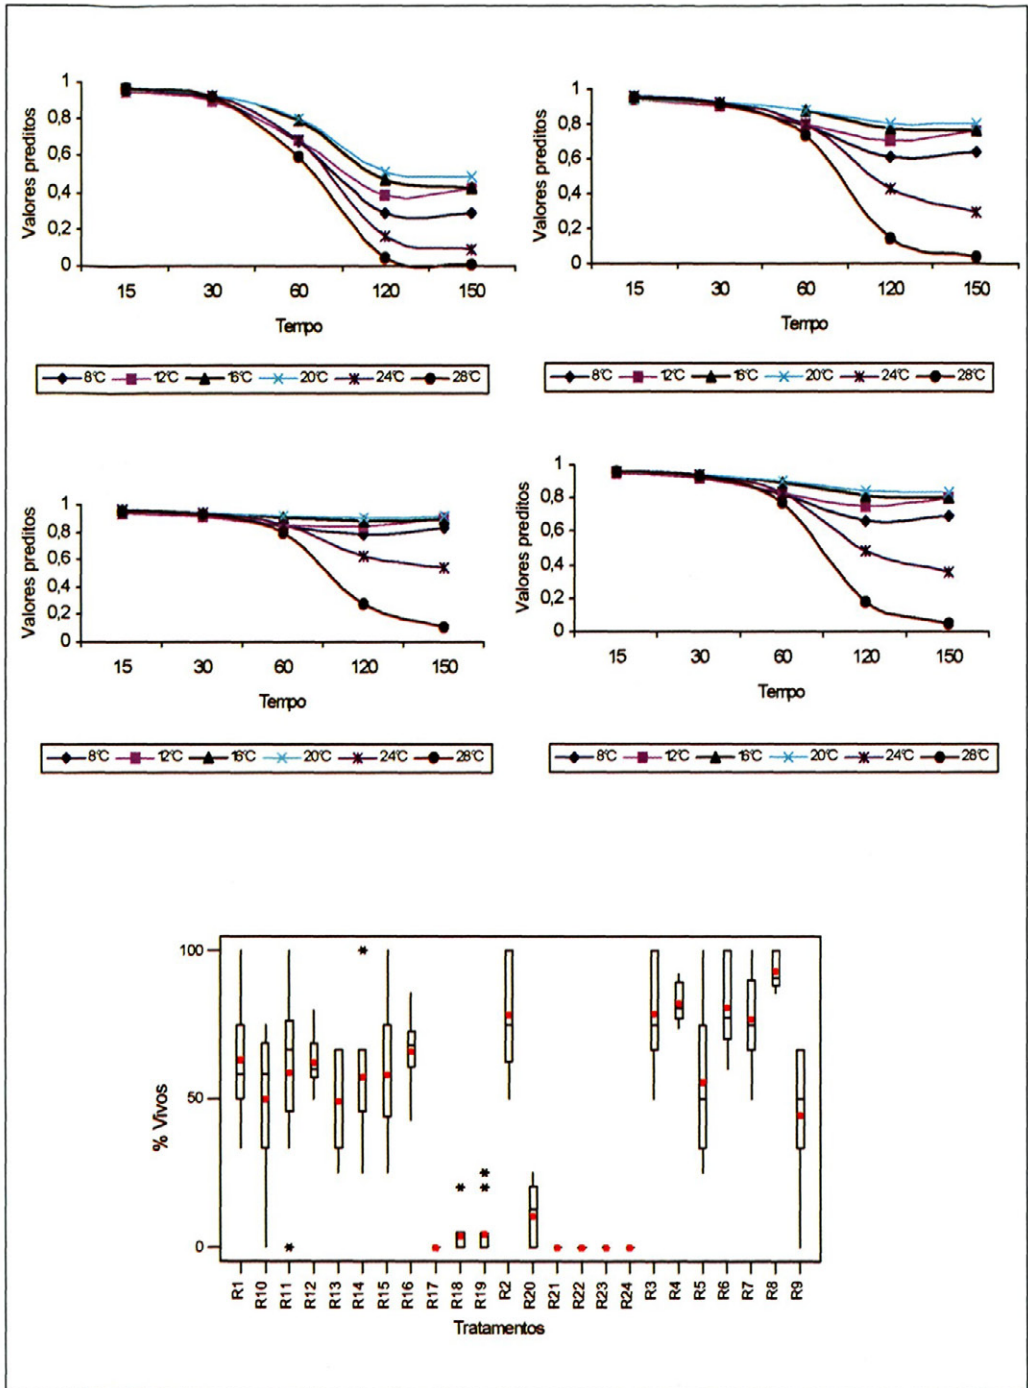 Valores preditos
1
0,8
0,6
0,4
0,2
0
15 30 60 120 150
Tempo
8°C 12°C 16°C 20°C 24°C 28°C
Valores preditos
1
0,8
0,6
0,4
0,2
0
15 30 60 120 150
Tempo
8°C 12°C 16°C 20°C 24°C 28°C
Valores preditos
1
0,8
0,6
0,4
0,2
0
15 30 60 120 150
Tempo
8°C 12°C 16°C 20°C 24°C 28°C
Valores preditos
1
0,8
0,6
0,4
0,2
0
15 30 60 120 150
Tempo
8°C 12°C 16°C 20°C 24°C 28°C
% Vivos
100
50
0
R1 R10 R11 R12 R13 R14 R15 R16 R17 R18 R19 R2 R20 R21 R22 R23 R24 R3 R4 R5 R6 R7 R8 R9
Tratamentos